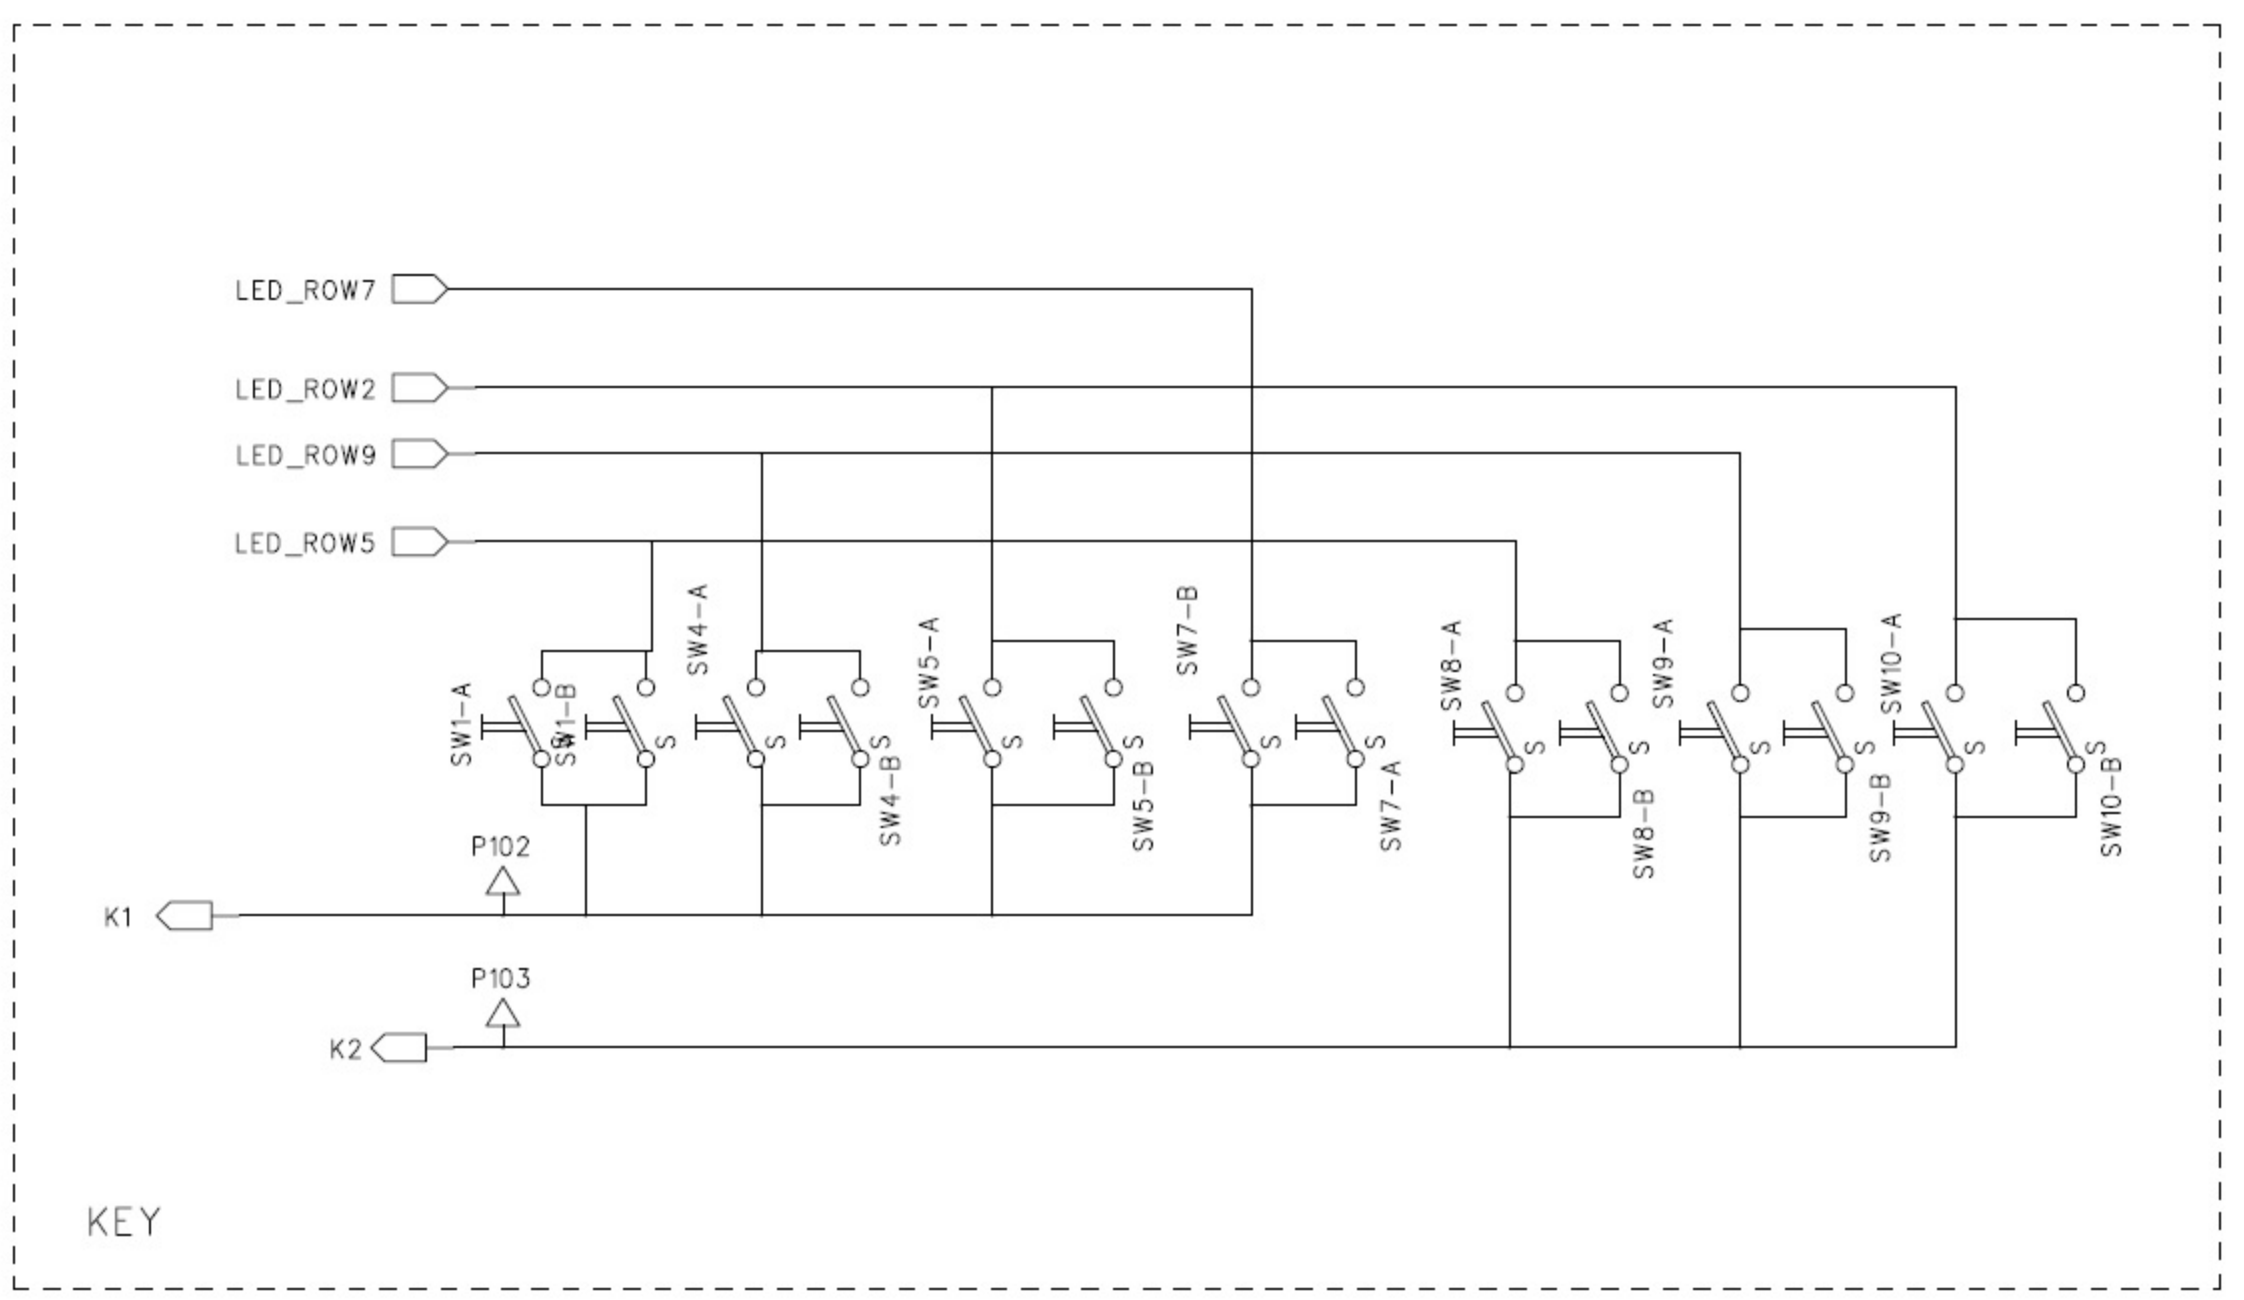 LED_ROW7
LED_ROW2
LED_ROW9
LED_ROW5
SW1-A
SW1-B
SW4-A
SW4-B
SW5-A
SW5-B
SW7-B
SW7-A
SW8-A
SW8-B
SW9-A
SW9-B
SW10-A
SW10-B
S
S
S
S
S
S
S
S
S
S
S
S
S
S
P102
K1
P103
K2
KEY